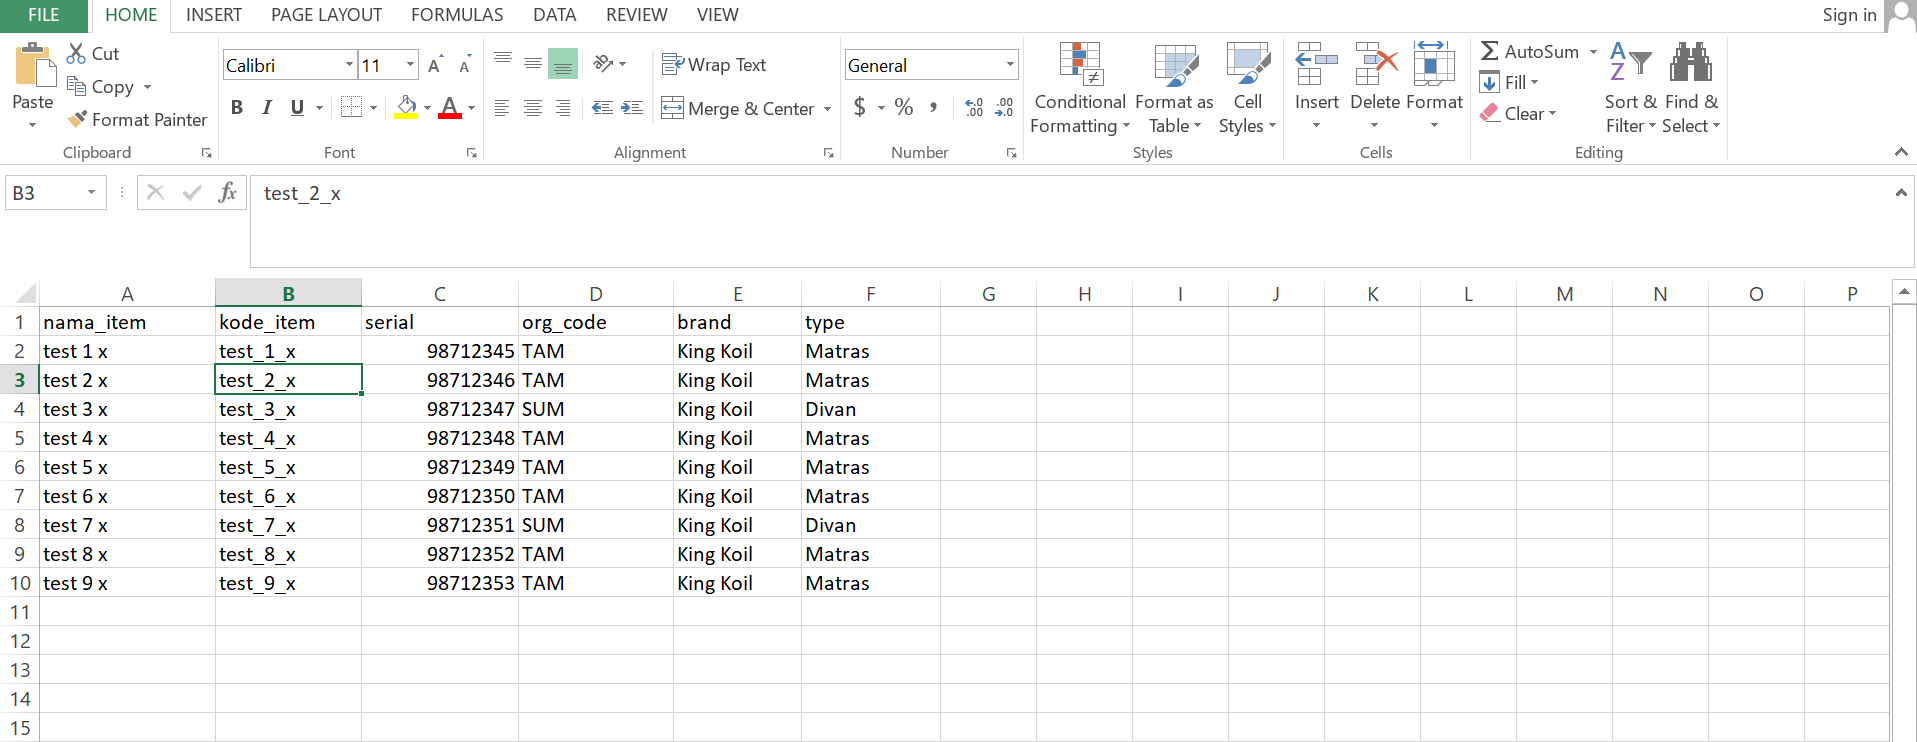 FILE HOME INSERT PAGE LAYOUT FORMULAS DATA REVIEW VIEW Sign in
Paste Cut Copy Format Painter Clipboard
Calibri 11 B I U A A A Font
Wrap Text Merge & Center Alignment
General $ % , .0 .00 .00 .0 Number
Conditional Formatting Format as Table Cell Styles Styles
Insert Delete Format Cells
AutoSum Fill Clear Sort & Filter Find & Select Editing
B3 fx test_2_x
A B C D E F G H I J K L M N O P
1 nama_item kode_item serial org_code brand type
2 test 1 x test_1_x 98712345 TAM King Koil Matras
3 test 2 x test_2_x 98712346 TAM King Koil Matras
4 test 3 x test_3_x 98712347 SUM King Koil Divan
5 test 4 x test_4_x 98712348 TAM King Koil Matras
6 test 5 x test_5_x 98712349 TAM King Koil Matras
7 test 6 x test_6_x 98712350 TAM King Koil Matras
8 test 7 x test_7_x 98712351 SUM King Koil Divan
9 test 8 x test_8_x 98712352 TAM King Koil Matras
10 test 9 x test_9_x 98712353 TAM King Koil Matras
11
12
13
14
15